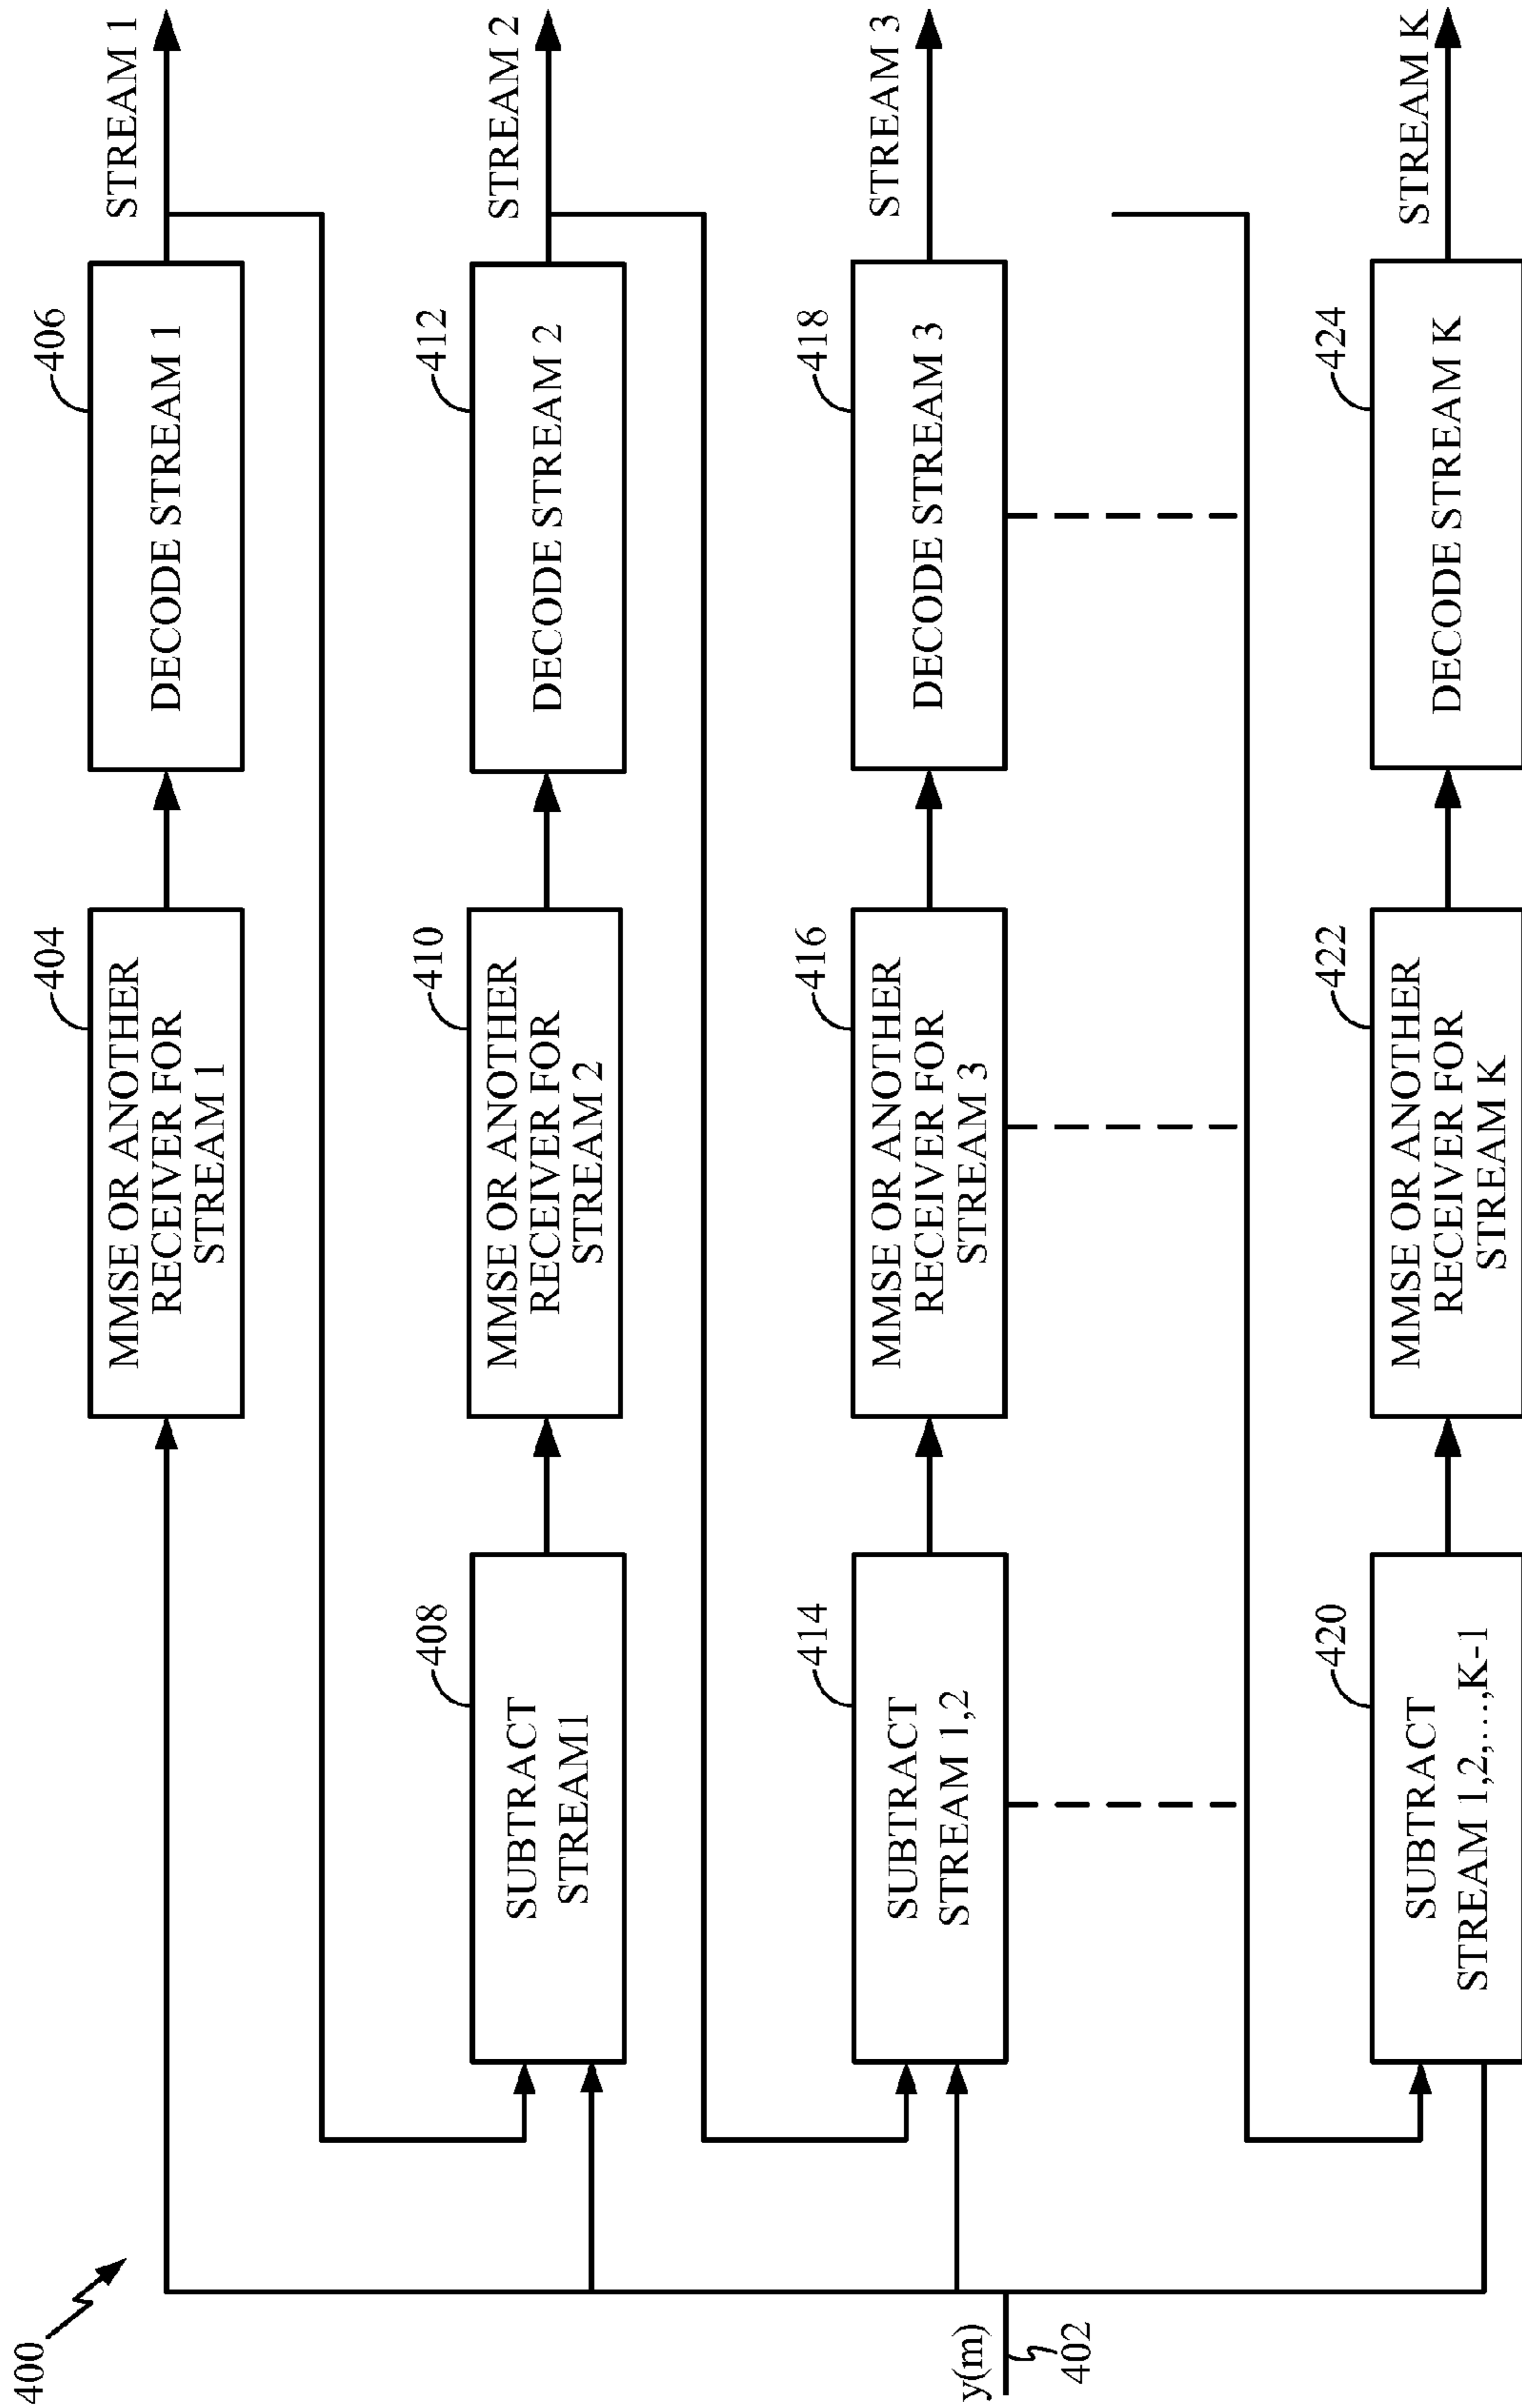 400
y(m)
402
404
MMSE OR ANOTHER
RECEIVER FOR
STREAM 1
406
DECODE STREAM 1
STREAM 1
408
SUBTRACT
STREAM1
410
MMSE OR ANOTHER
RECEIVER FOR
STREAM 2
412
DECODE STREAM 2
STREAM 2
414
SUBTRACT
STREAM 1,2
416
MMSE OR ANOTHER
RECEIVER FOR
STREAM 3
418
DECODE STREAM 3
STREAM 3
420
SUBTRACT
STREAM 1,2,...,K-1
422
MMSE OR ANOTHER
RECEIVER FOR
STREAM K
424
DECODE STREAM K
STREAM K